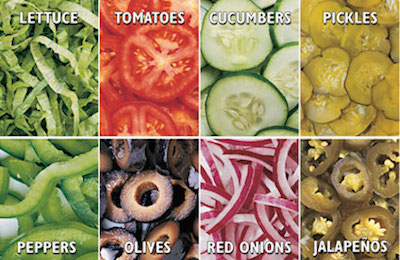 LETTUCE
TOMATOES
CUCUMBERS
PICKLES
PEPPERS
OLIVES
RED ONIONS
JALAPEÑOS